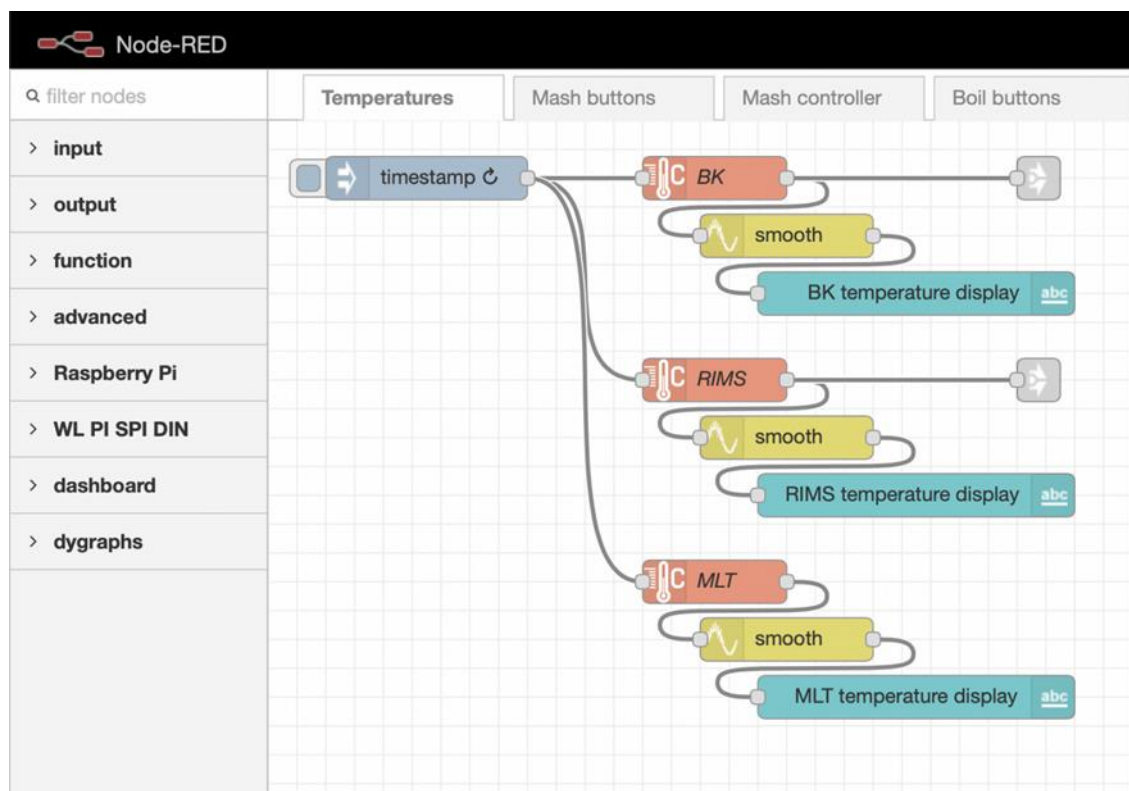 Node-RED
filter nodes
Temperatures
Mash buttons
Mash controller
Boil buttons
input
output
function
advanced
Raspberry Pi
WL PI SPI DIN
dashboard
dygraphs
timestamp ↻
C BK
smooth
BK temperature display abc
C RIMS
smooth
RIMS temperature display abc
C MLT
smooth
MLT temperature display abc